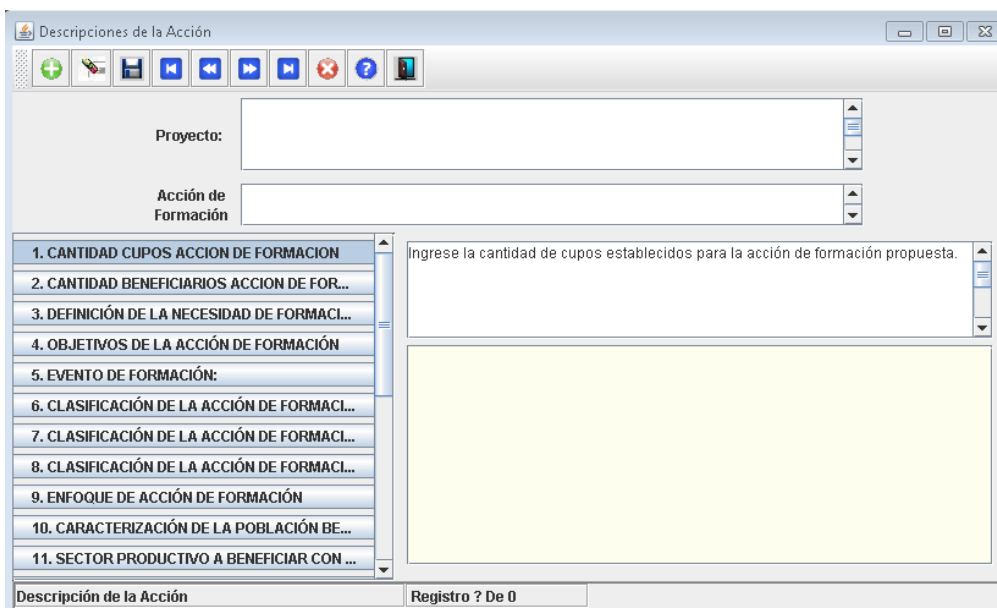 Descripciones de la Acción
Proyecto:
Acción de
Formación
1. CANTIDAD CUPOS ACCION DE FORMACION
2. CANTIDAD BENEFICIARIOS ACCION DE FOR...
3. DEFINICIÓN DE LA NECESIDAD DE FORMACI...
4. OBJETIVOS DE LA ACCIÓN DE FORMACIÓN
5. EVENTO DE FORMACIÓN:
6. CLASIFICACIÓN DE LA ACCIÓN DE FORMACI...
7. CLASIFICACIÓN DE LA ACCIÓN DE FORMACI...
8. CLASIFICACIÓN DE LA ACCIÓN DE FORMACI...
9. ENFOQUE DE ACCIÓN DE FORMACIÓN
10. CARACTERIZACIÓN DE LA POBLACIÓN BE...
11. SECTOR PRODUCTIVO A BENEFICIAR CON ...
Ingrese la cantidad de cupos establecidos para la acción de formación propuesta.
Descripción de la Acción
Registro ? De 0